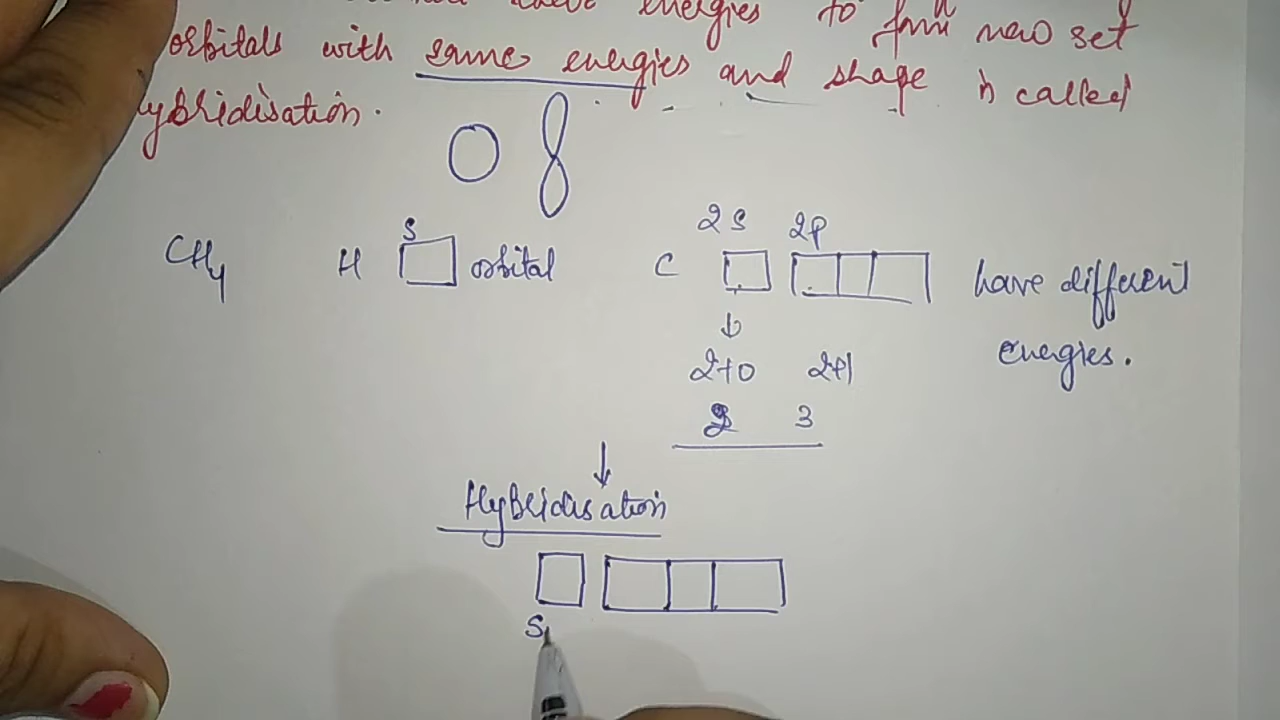 have energies to form new set
orbitals with same energies and shape is called
hybridisation.
CH4 H S orbital C 2S 2P have different
energies.
↓
2+0 2+1
2 3
↓
Hybridisation
S